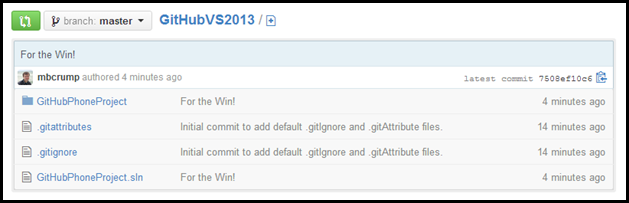 branch: master GitHubVS2013 /
For the Win!
mbcrump authored 4 minutes ago latest commit 7508ef10c6
GitHubPhoneProject For the Win! 4 minutes ago
.gitattributes Initial commit to add default .gitIgnore and .gitAttribute files. 14 minutes ago
.gitignore Initial commit to add default .gitIgnore and .gitAttribute files. 14 minutes ago
GitHubPhoneProject.sln For the Win! 4 minutes ago